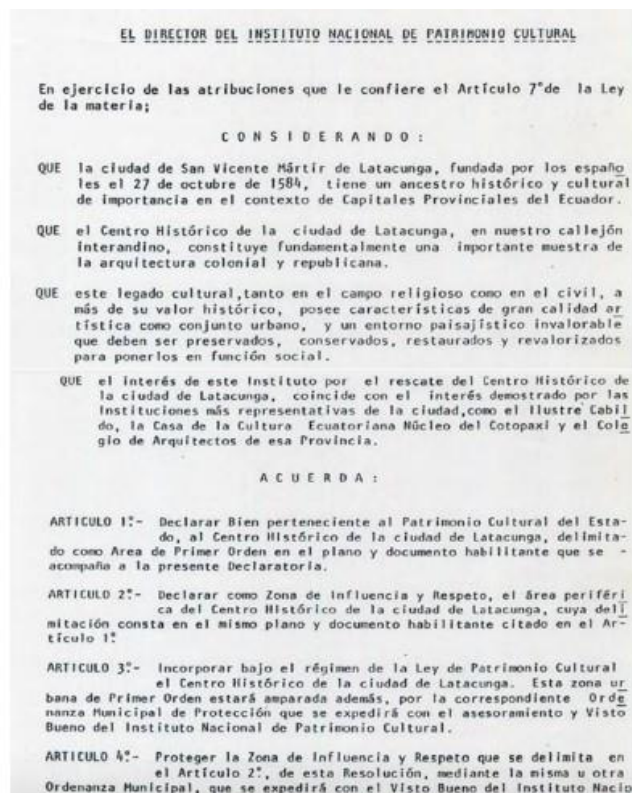 EL DIRECTOR DEL INSTITUTO NACIONAL DE PATRIMONIO CULTURAL
En ejercicio de las atribuciones que le confiere el Artículo 7°de la Ley
de la materia;
C O N S I D E R A N D O :
QUE la ciudad de San Vicente Mártir de Latacunga, fundada por los españo
les el 27 de octubre de 1584, tiene un ancestro histórico y cultural
de importancia en el contexto de Capitales Provinciales del Ecuador.
QUE el Centro Histórico de la ciudad de Latacunga, en nuestro callejón
interandino, constituye fundamentalmente una importante muestra de
la arquitectura colonial y republicana.
QUE este legado cultural,tanto en el campo religioso como en el civil, a
más de su valor histórico, posee características de gran calidad ar
tística como conjunto urbano, y un entorno paisajístico invalorable
que deben ser preservados, conservados, restaurados y revalorizados
para ponerlos en función social.
QUE el interés de este Instituto por el rescate del Centro Histórico de
la ciudad de Latacunga, coincide con el interés demostrado por las
Instituciones más representativas de la ciudad,como el Ilustre Cabil
do, la Casa de la Cultura Ecuatoriana Núcleo del Cotopaxi y el Cole
gio de Arquitectos de esa Provincia.
A C U E R D A :
ARTICULO 1°.- Declarar Bien perteneciente al Patrimonio Cultural del Esta-
do, al Centro Histórico de la ciudad de Latacunga, delimita-
do como Area de Primer Orden en el plano y documento habilitante que se -
acompaña a la presente Declaratoria.
ARTICULO 2°.- Declarar como Zona de Influencia y Respeto, el área periféri
ca del Centro Histórico de la ciudad de Latacunga, cuya deli
mitación consta en el mismo plano y documento habilitante citado en el Ar-
tículo 1°.
ARTICULO 3°.- Incorporar bajo el régimen de la Ley de Patrimonio Cultural
el Centro Histórico de la ciudad de Latacunga. Esta zona ur
bana de Primer Orden estará amparada además, por la correspondiente Orde
nanza Municipal de Protección que se expedirá con el asesoramiento y Visto
Bueno del Instituto Nacional de Patrimonio Cultural.
ARTICULO 4°.- Proteger la Zona de Influencia y Respeto que se delimita en
el Artículo 2°, de esta Resolución, mediante la misma u otra
Ordenanza Municipal, que se expedirá con el Visto Bueno del Instituto Nacio